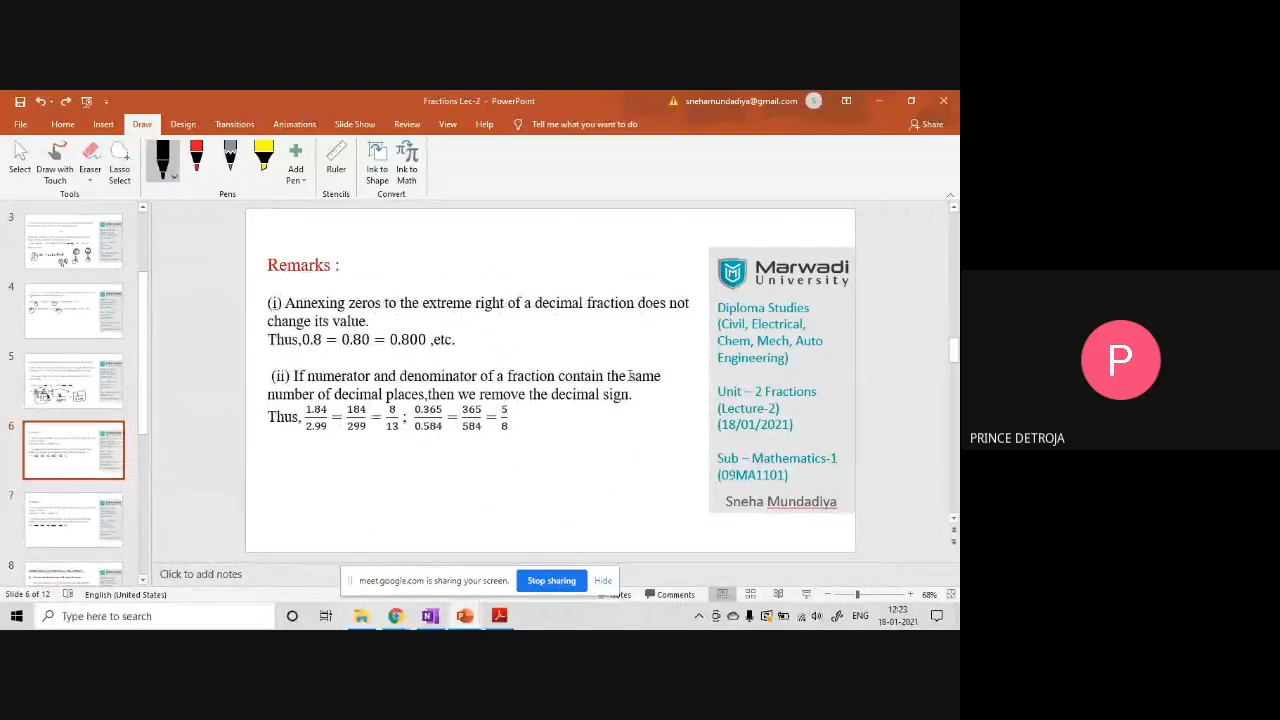 Fractions Lec-2 - PowerPoint
snehamundadiya@gmail.com
S
File Home Insert Draw Design Transitions Animations Slide Show Review View Help Tell me what you want to do Share
Select
Draw with Touch
Eraser
Lasso Select
Add Pen
Ruler
Ink to Shape
Ink to Math
Tools
Pens
Stencils
Convert
3
4
5
6
7
8
Remarks :
(i) Annexing zeros to the extreme right of a decimal fraction does not
change its value.
Thus,0.8 = 0.80 = 0.800 ,etc.
(ii) If numerator and denominator of a fraction contain the same
number of decimal places,then we remove the decimal sign.
Thus, 1.84/2.99 = 184/299 = 8/13 ; 0.365/0.584 = 365/584 = 5/8
Marwadi
University
Diploma Studies
(Civil, Electrical,
Chem, Mech, Auto
Engineering)
Unit – 2 Fractions
(Lecture-2)
(18/01/2021)
Sub – Mathematics-1
(09MA1101)
Sneha Mundadiya
P
PRINCE DETROJA
Click to add notes
meet.google.com is sharing your screen.
Stop sharing
Hide
Slide 6 of 12
English (United States)
Comments
68%
Type here to search
ENG
12:23
18-01-2021